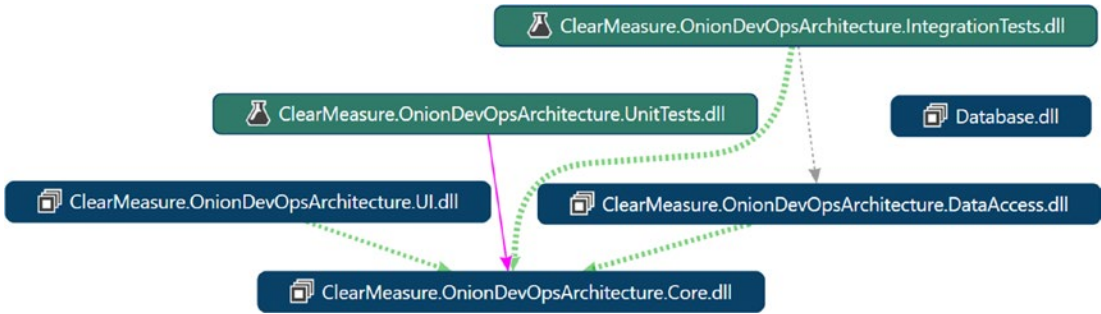 ClearMeasure.OnionDevOpsArchitecture.IntegrationTests.dll
ClearMeasure.OnionDevOpsArchitecture.UnitTests.dll
Database.dll
ClearMeasure.OnionDevOpsArchitecture.UI.dll
ClearMeasure.OnionDevOpsArchitecture.DataAccess.dll
ClearMeasure.OnionDevOpsArchitecture.Core.dll